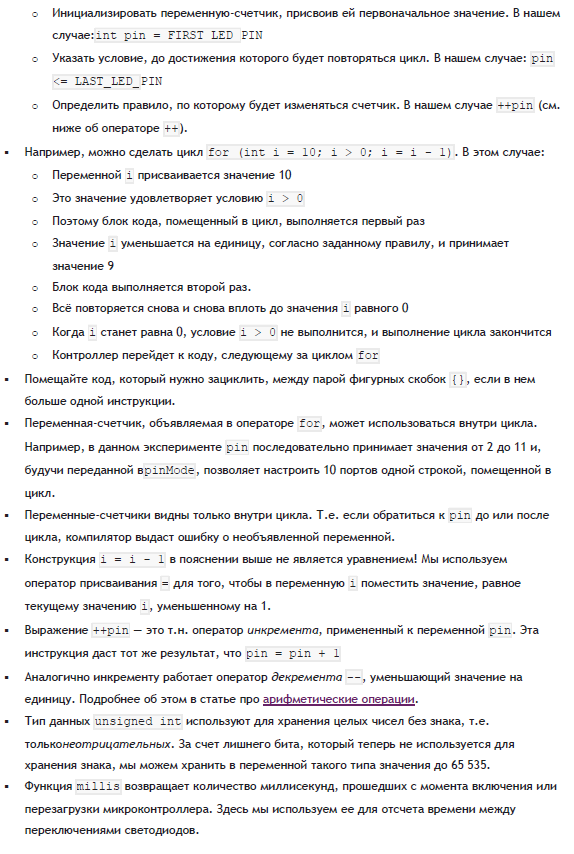 ○ Инициализировать переменную-счетчик, присвоив ей первоначальное значение. В нашем
случае:int pin = FIRST_LED_PIN
○ Указать условие, до достижения которого будет повторяться цикл. В нашем случае: pin
<= LAST_LED_PIN
○ Определить правило, по которому будет изменяться счетчик. В нашем случае ++pin (см.
ниже об операторе ++).
▪ Например, можно сделать цикл for (int i = 10; i > 0; i = i - 1). В этом случае:
○ Переменной i присваивается значение 10
○ Это значение удовлетворяет условию i > 0
○ Поэтому блок кода, помещенный в цикл, выполняется первый раз
○ Значение i уменьшается на единицу, согласно заданному правилу, и принимает
значение 9
○ Блок кода выполняется второй раз.
○ Всё повторяется снова и снова вплоть до значения i равного 0
○ Когда i станет равна 0, условие i > 0 не выполнится, и выполнение цикла закончится
○ Контроллер перейдет к коду, следующему за циклом for
▪ Помещайте код, который нужно зациклить, между парой фигурных скобок {}, если в нем
больше одной инструкции.
▪ Переменная-счетчик, объявляемая в операторе for, может использоваться внутри цикла.
Например, в данном эксперименте pin последовательно принимает значения от 2 до 11 и,
будучи переданной вpinMode, позволяет настроить 10 портов одной строкой, помещенной в
цикл.
▪ Переменные-счетчики видны только внутри цикла. Т.е. если обратиться к pin до или после
цикла, компилятор выдаст ошибку о необъявленной переменной.
▪ Конструкция i = i - 1 в пояснении выше не является уравнением! Мы используем
оператор присваивания = для того, чтобы в переменную i поместить значение, равное
текущему значению i, уменьшенному на 1.
▪ Выражение ++pin — это т.н. оператор инкремента, примененный к переменной pin. Эта
инструкция даст тот же результат, что pin = pin + 1
▪ Аналогично инкременту работает оператор декремента --, уменьшающий значение на
единицу. Подробнее об этом в статье про арифметические операции.
▪ Тип данных unsigned int используют для хранения целых чисел без знака, т.е.
тольконеотрицательных. За счет лишнего бита, который теперь не используется для
хранения знака, мы можем хранить в переменной такого типа значения до 65 535.
▪ Функция millis возвращает количество миллисекунд, прошедших с момента включения или
перезагрузки микроконтроллера. Здесь мы используем ее для отсчета времени между
переключениями светодиодов.